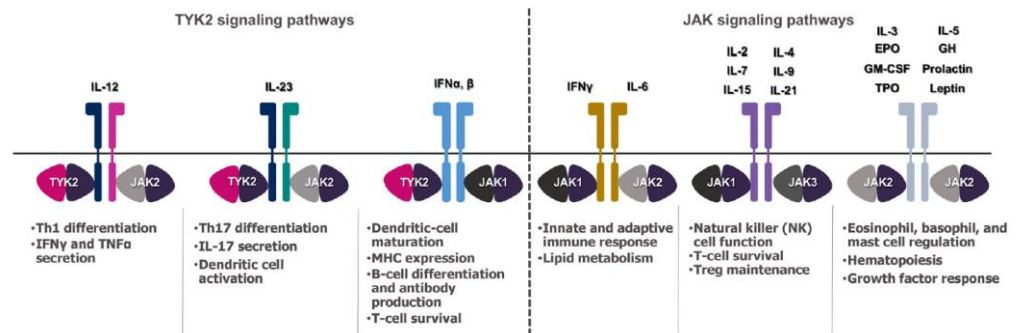 TYK2 signaling pathways
JAK signaling pathways
IL-12
IL-23
IFNα, β
IFNγ
IL-6
IL-2
IL-4
IL-7
IL-9
IL-15
IL-21
IL-3
IL-5
EPO
GH
GM-CSF
Prolactin
TPO
Leptin
TYK2
JAK2
TYK2
JAK2
TYK2
JAK1
JAK1
JAK2
JAK1
JAK3
JAK2
JAK2
•Th1 differentiation
•IFNγ and TNFα
secretion
•Th17 differentiation
•IL-17 secretion
•Dendritic cell
activation
•Dendritic-cell
maturation
•MHC expression
•B-cell differentiation
and antibody
production
•T-cell survival
•Innate and adaptive
immune response
•Lipid metabolism
•Natural killer (NK)
cell function
•T-cell survival
•Treg maintenance
•Eosinophil, basophil, and
mast cell regulation
•Hematopoiesis
•Growth factor response